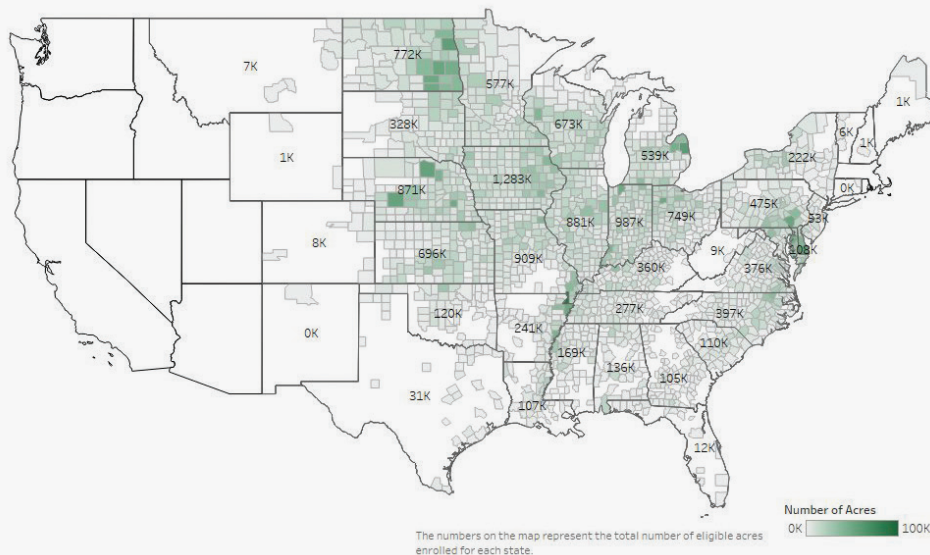 772K
7K
577K
1K
328K
673K
6K
1K
1K
539K
222K
1,283K
0K
871K
475K
53K
881K
987K
749K
108K
8K
696K
909K
9K
376K
360K
397K
277K
120K
241K
0K
110K
169K
136K
105K
31K
107K
12K
Number of Acres
0K
100K
The numbers on the map represent the total number of eligible acres
enrolled for each state.